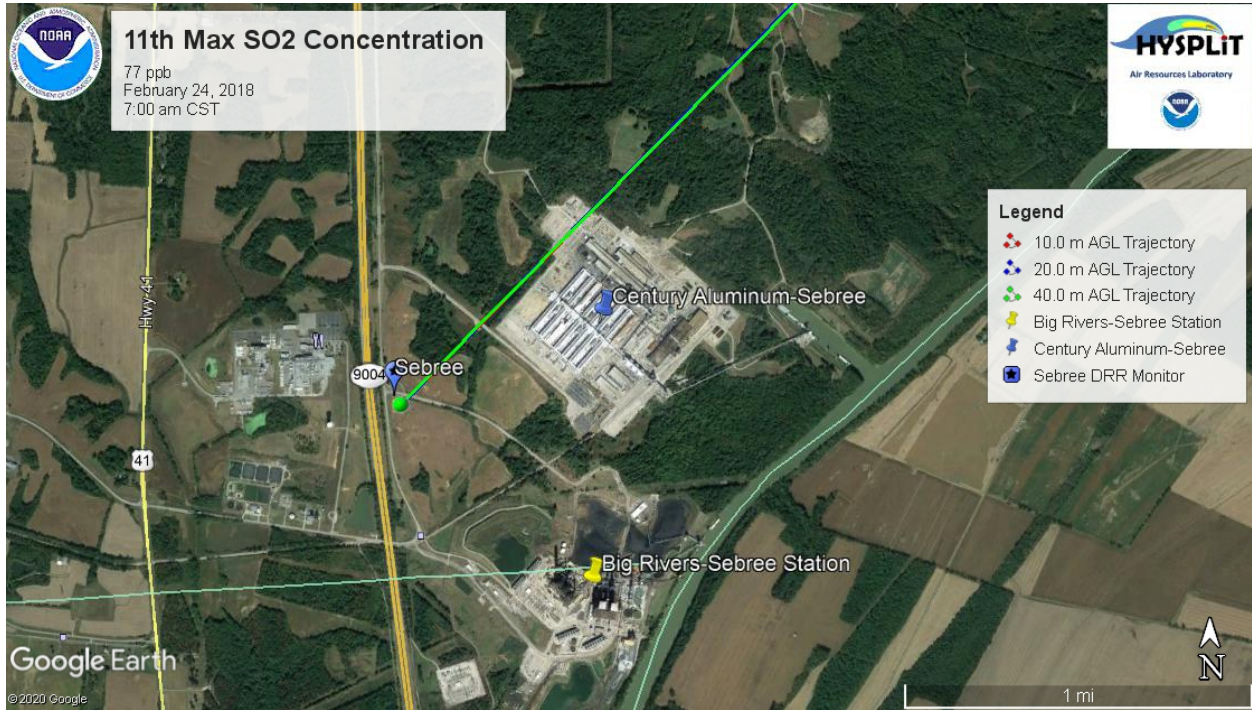 NOAA
11th Max SO2 Concentration
77 ppb
February 24, 2018
7:00 am CST
HYSPLIT
Air Resources Laboratory
Legend
10.0 m AGL Trajectory
20.0 m AGL Trajectory
40.0 m AGL Trajectory
Big Rivers-Sebree Station
Century Aluminum-Sebree
Sebree DRR Monitor
Hwy 41
Century Aluminum-Sebree
9004
Sebree
41
Big Rivers-Sebree Station
Google Earth
© 2020 Google
N
1 mi